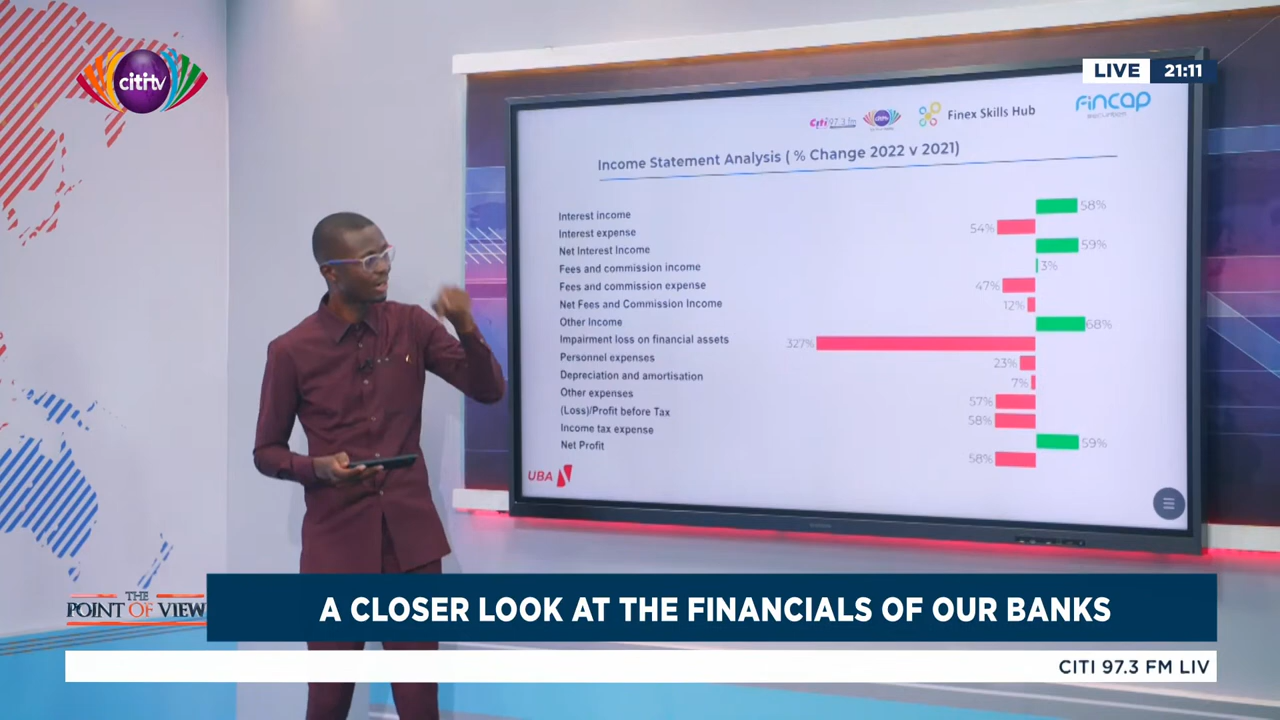 cititv
LIVE 21:11
Citi 97.3 fm
Finex Skills Hub
fincap
securities
Income Statement Analysis ( % Change 2022 v 2021)
Interest income 58%
Interest expense 54%
Net Interest Income 59%
Fees and commission income 3%
Fees and commission expense 47%
Net Fees and Commission Income 12%
Other Income 68%
Impairment loss on financial assets 327%
Personnel expenses 23%
Depreciation and amortisation 7%
Other expenses 57%
(Loss)/Profit before Tax 58%
Income tax expense 59%
Net Profit 58%
UBA
THE
POINT OF VIEW
A CLOSER LOOK AT THE FINANCIALS OF OUR BANKS
CITI 97.3 FM LIV